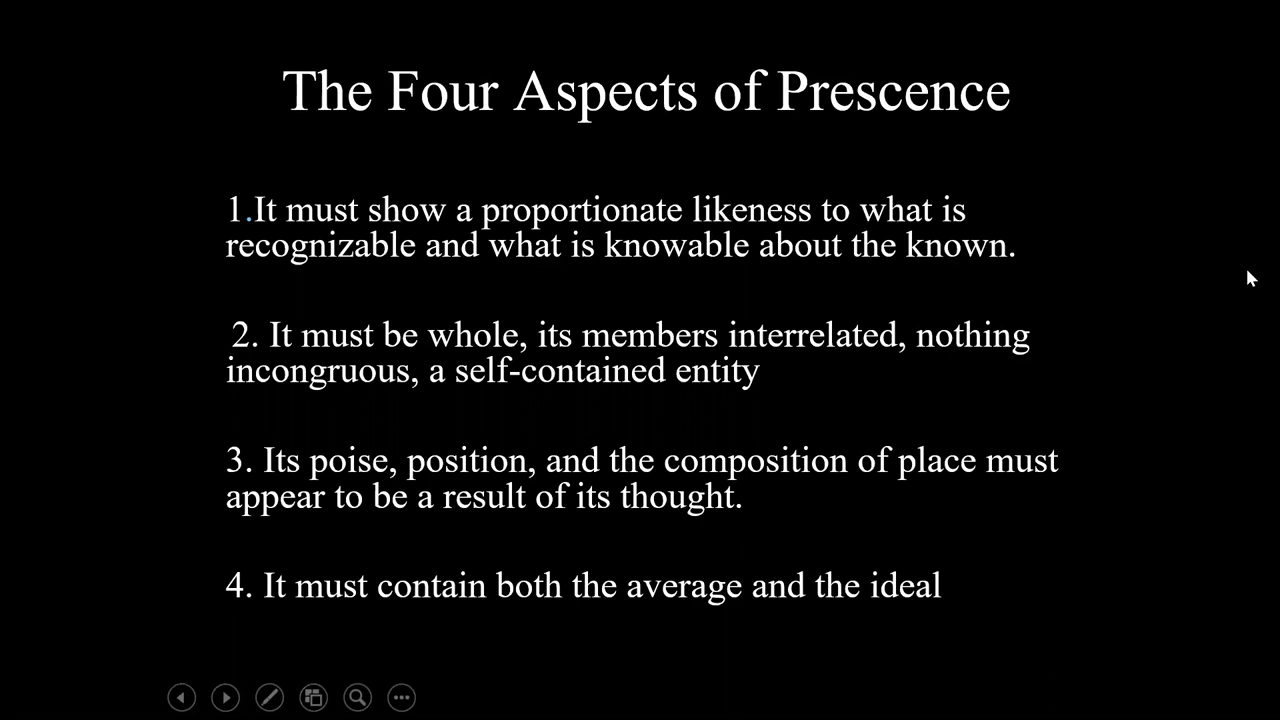 The Four Aspects of Prescence
1.It must show a proportionate likeness to what is
recognizable and what is knowable about the known.
2. It must be whole, its members interrelated, nothing
incongruous, a self-contained entity
3. Its poise, position, and the composition of place must
appear to be a result of its thought.
4. It must contain both the average and the ideal